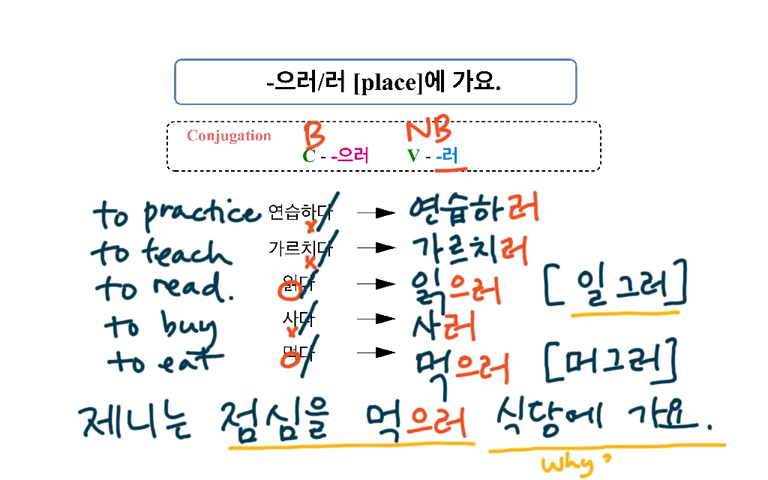 -으러/러 [place]에 가요.
Conjugation B NB
C - -으러 V - -러
to practice 연습하다 → 연습하러
to teach 가르치다 → 가르치러
to read. 읽다 → 읽으러 [일그러]
to buy 사다 → 사러
to eat 먹다 → 먹으러 [머그러]
제니는 점심을 먹으러 식당에 가요.
why?